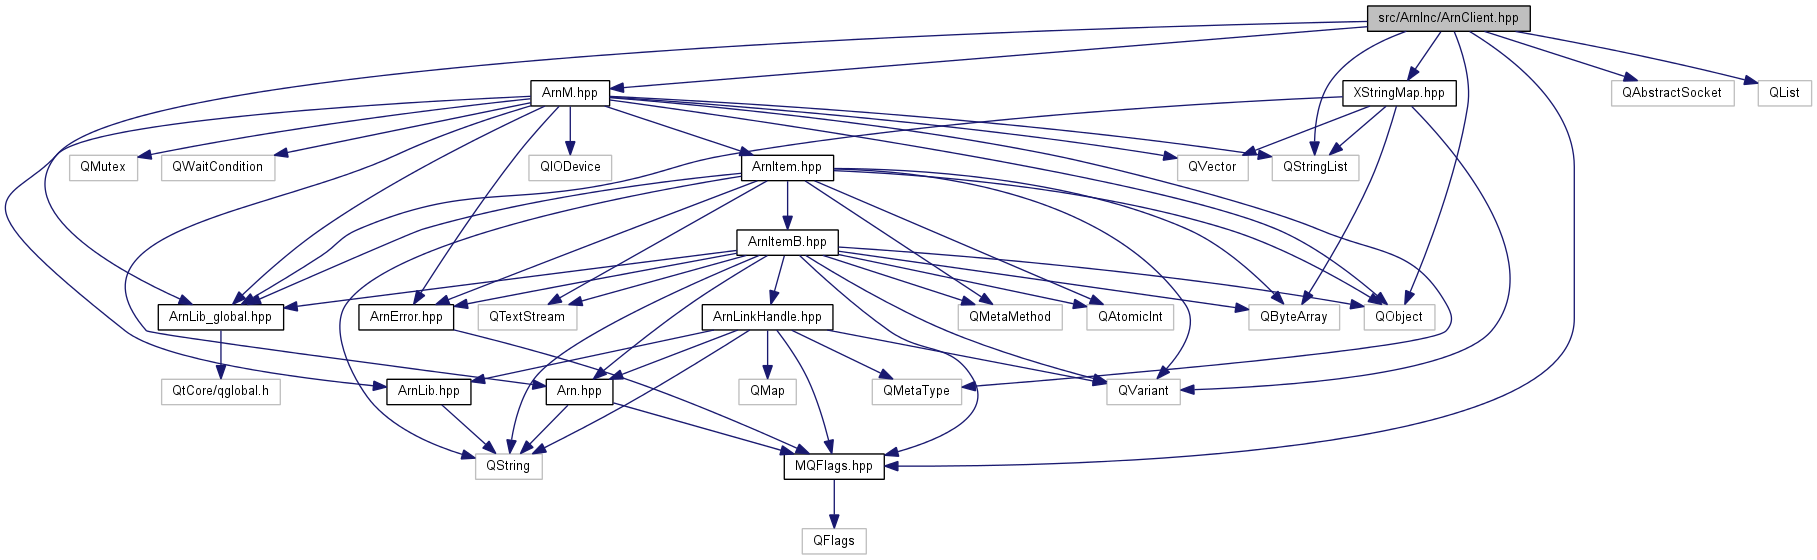 src/ArnInc/ArnClient.hpp
ArnM.hpp
XStringMap.hpp
QAbstractSocket
QList
QMutex
QWaitCondition
QIODevice
ArnItem.hpp
QVector
QStringList
ArnItemB.hpp
ArnLib_global.hpp
ArnError.hpp
QTextStream
ArnLinkHandle.hpp
QMetaMethod
QAtomicInt
QByteArray
QObject
QtCore/qglobal.h
ArnLib.hpp
Arn.hpp
QMap
QMetaType
QVariant
QString
MQFlags.hpp
QFlags